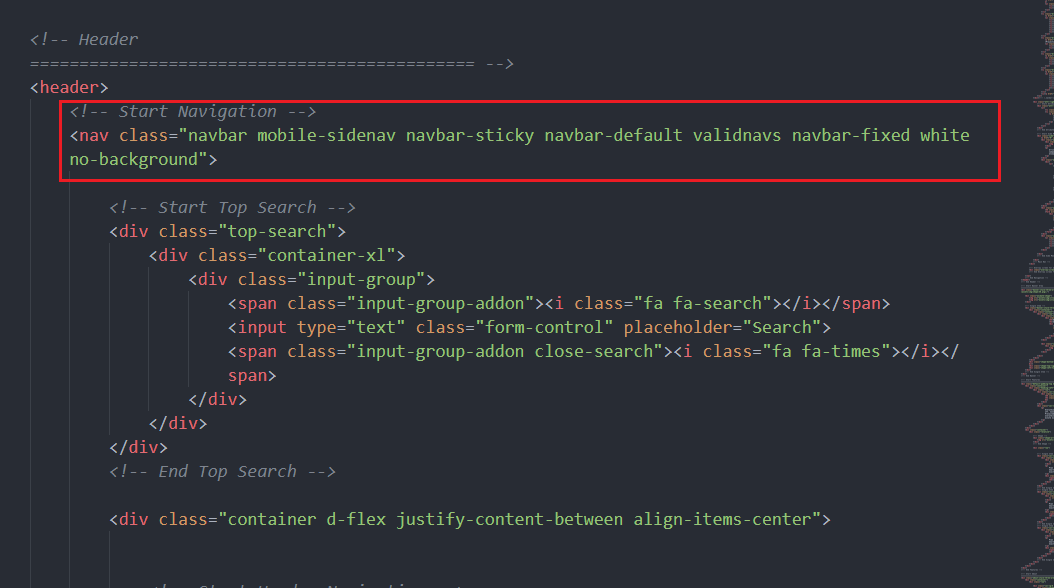 <!-- Header
============================================= -->
<header>
<!-- Start Navigation -->
<nav class="navbar mobile-sidenav navbar-sticky navbar-default validnavs navbar-fixed white
no-background">
<!-- Start Top Search -->
<div class="top-search">
<div class="container-xl">
<div class="input-group">
<span class="input-group-addon"><i class="fa fa-search"></i></span>
<input type="text" class="form-control" placeholder="Search">
<span class="input-group-addon close-search"><i class="fa fa-times"></i></
span>
</div>
</div>
</div>
<!-- End Top Search -->
<div class="container d-flex justify-content-between align-items-center">